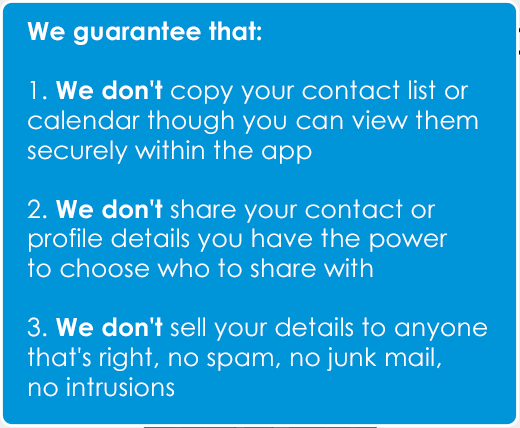 We guarantee that:
1. We don't copy your contact list or
calendar though you can view them
securely within the app
2. We don't share your contact or
profile details you have the power
to choose who to share with
3. We don't sell your details to anyone
that's right, no spam, no junk mail,
no intrusions